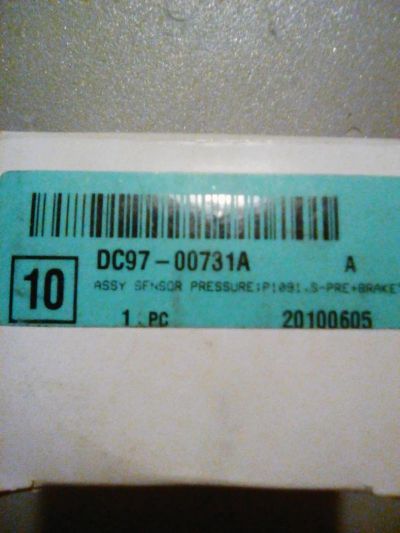 DC97-00731A A
10
ASSY SENSOR PRESSURE;P1091,S-PRE+BRAKET
1 PC 20100605